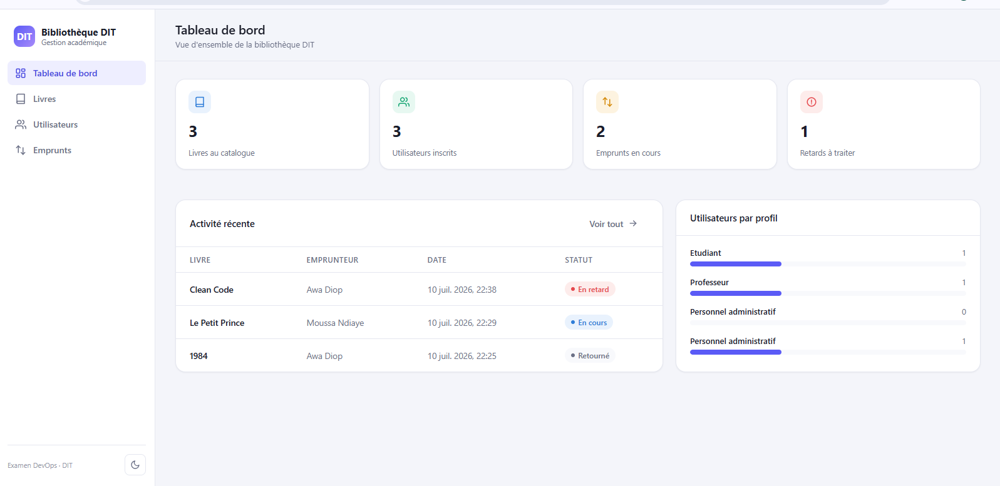 DIT
Bibliothèque DIT
Gestion académique
Tableau de bord
Livres
Utilisateurs
Emprunts
Examen DevOps · DIT
Tableau de bord
Vue d'ensemble de la bibliothèque DIT
3
Livres au catalogue
3
Utilisateurs inscrits
2
Emprunts en cours
1
Retards à traiter
Activité récente
Voir tout →
LIVRE EMPRUNTEUR DATE STATUT
Clean Code Awa Diop 10 juil. 2026, 22:38 En retard
Le Petit Prince Moussa Ndiaye 10 juil. 2026, 22:29 En cours
1984 Awa Diop 10 juil. 2026, 22:25 Retourné
Utilisateurs par profil
Etudiant 1
Professeur 1
Personnel administratif 0
Personnel administratif 1